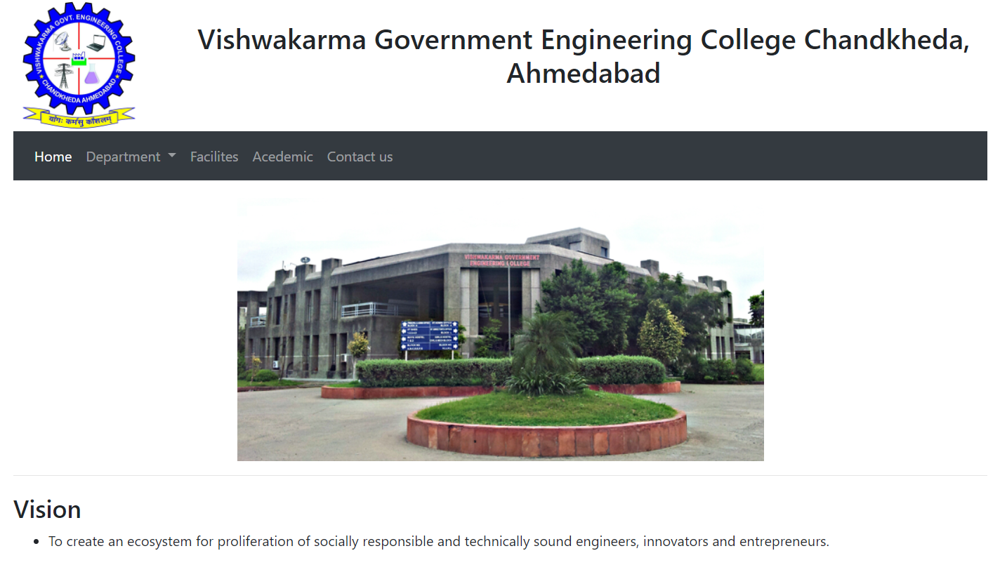 VISHWAKARMA GOVT. ENGINEERING COLLEGE
CHANDKHEDA AHMEDABAD
योगः कर्मसु कौशलम्
Vishwakarma Government Engineering College Chandkheda,
Ahmedabad
Home Department Facilites Acedemic Contact us
VISHWAKARMA GOVERNMENT
ENGINEERING COLLEGE
Vision
To create an ecosystem for proliferation of socially responsible and technically sound engineers, innovators and entrepreneurs.